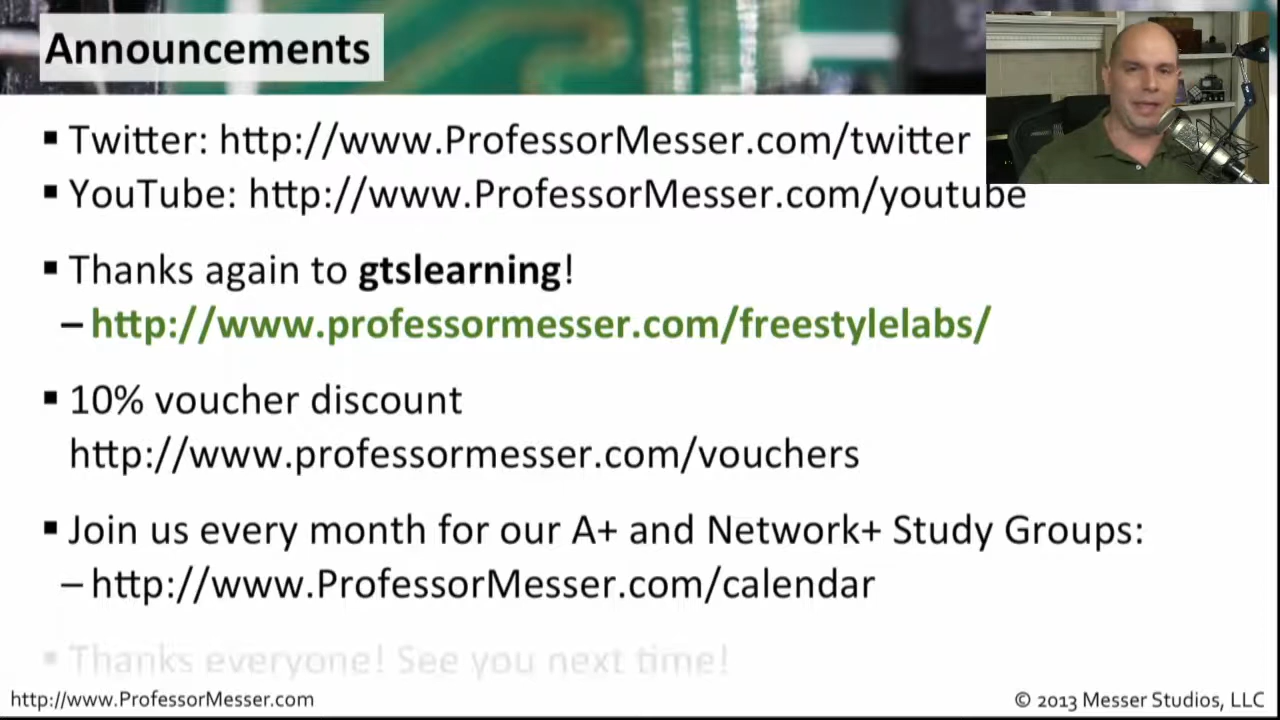 Announcements
▪ Twitter: http://www.ProfessorMesser.com/twitter
▪ YouTube: http://www.ProfessorMesser.com/youtube
▪ Thanks again to gtslearning!
– http://www.professormesser.com/freestylelabs/
▪ 10% voucher discount
http://www.professormesser.com/vouchers
▪ Join us every month for our A+ and Network+ Study Groups:
– http://www.ProfessorMesser.com/calendar
▪ Thanks everyone! See you next time!
http://www.ProfessorMesser.com
© 2013 Messer Studios, LLC